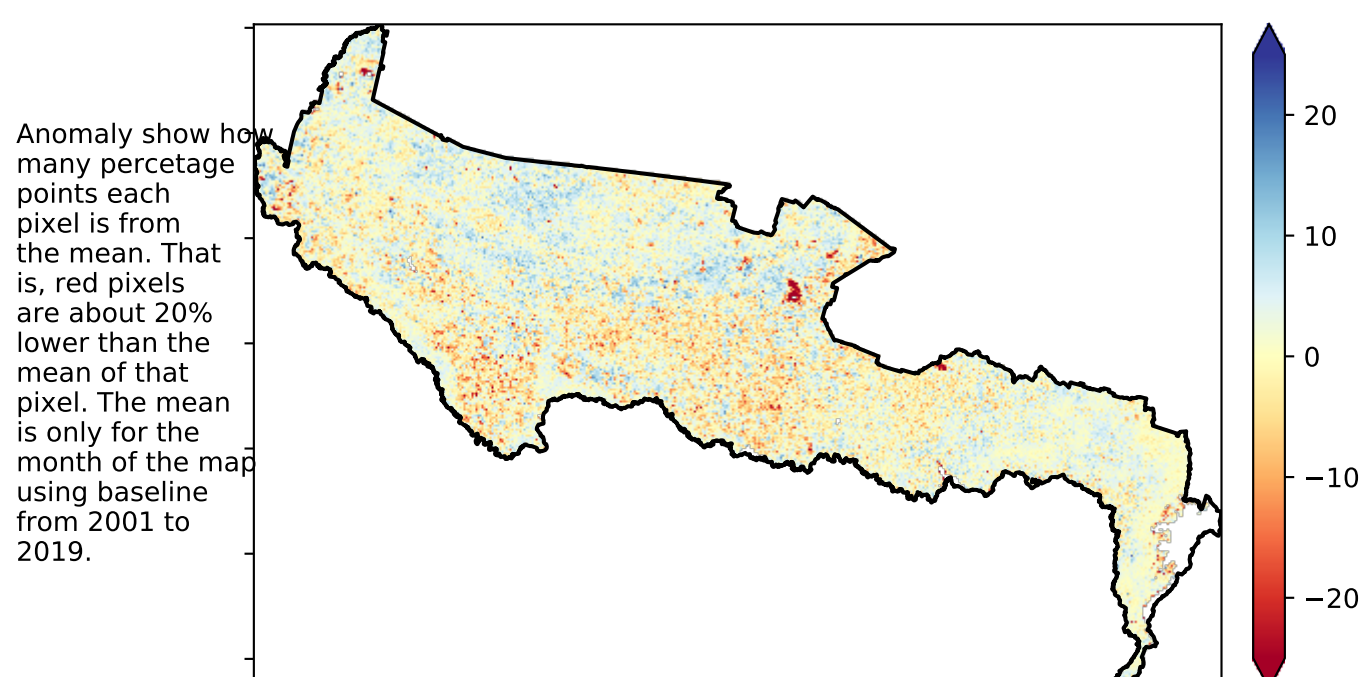 Anomaly show how
many percetage
points each
pixel is from
the mean. That
is, red pixels
are about 20%
lower than the
mean of that
pixel. The mean
is only for the
month of the map
using baseline
from 2001 to
2019.
20
10
0
−10
−20